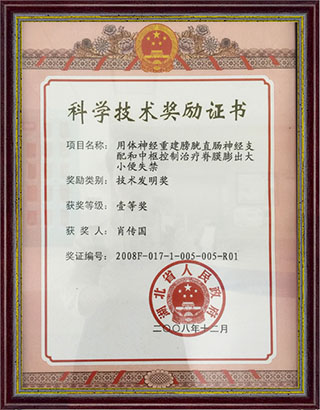 科学技术奖励证书
项目名称: 用体神经重建膀胱直肠神经支
配和中枢控制治疗脊膜膨出大
小便失禁
奖励类别: 技术发明奖
获奖等级: 壹等奖
获奖人 肖传国
奖证编号: 2008F-017-1-005-005-R01
湖北省人民政府
二〇〇八年十二月